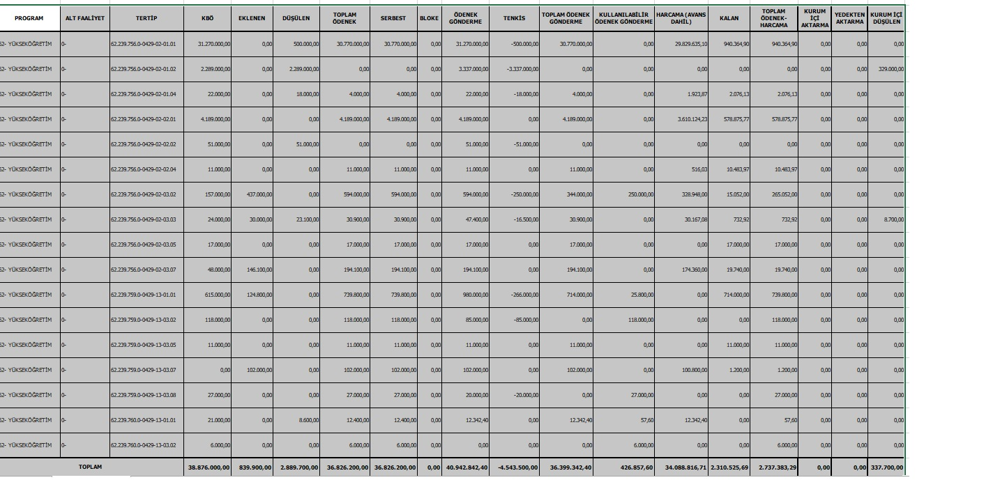 PROGRAM ALT FAALİYET TERTİP KBÖ EKLENEN DÜŞÜLEN TOPLAM ÖDENEK SERBEST BLOKE ÖDENEK GÖNDERME TENKİS TOPLAM ÖDENEK GÖNDERME KULLANILABİLİR ÖDENEK GÖNDERME HARCAMA (AVANS DAHİL) KALAN TOPLAM ÖDENEK-HARCAMA KURUM İÇİ AKTARMA YEDEKTEN AKTARMA KURUM İÇİ DÜŞÜLEN
62- YÜKSEKÖĞRETİM 0- 62.239.756.0-0429-02-01.01 31.270.000,00 0,00 500.000,00 30.770.000,00 30.770.000,00 0,00 31.270.000,00 -500.000,00 30.770.000,00 0,00 29.829.635,10 940.364,90 940.364,90 0,00 0,00 0,00
62- YÜKSEKÖĞRETİM 0- 62.239.756.0-0429-02-01.02 2.289.000,00 0,00 2.289.000,00 0,00 0,00 0,00 3.337.000,00 -3.337.000,00 0,00 0,00 0,00 0,00 0,00 0,00 0,00 329.000,00
62- YÜKSEKÖĞRETİM 0- 62.239.756.0-0429-02-01.04 22.000,00 0,00 18.000,00 4.000,00 4.000,00 0,00 22.000,00 -18.000,00 4.000,00 0,00 1.923,87 2.076,13 2.076,13 0,00 0,00 0,00
62- YÜKSEKÖĞRETİM 0- 62.239.756.0-0429-02-02.01 4.189.000,00 0,00 0,00 4.189.000,00 4.189.000,00 0,00 4.189.000,00 0,00 4.189.000,00 0,00 3.610.124,23 578.875,77 578.875,77 0,00 0,00 0,00
62- YÜKSEKÖĞRETİM 0- 62.239.756.0-0429-02-02.02 51.000,00 0,00 51.000,00 0,00 0,00 0,00 51.000,00 -51.000,00 0,00 0,00 0,00 0,00 0,00 0,00 0,00 0,00
62- YÜKSEKÖĞRETİM 0- 62.239.756.0-0429-02-02.04 11.000,00 0,00 0,00 11.000,00 11.000,00 0,00 11.000,00 0,00 11.000,00 0,00 516,03 10.483,97 10.483,97 0,00 0,00 0,00
62- YÜKSEKÖĞRETİM 0- 62.239.756.0-0429-02-03.02 157.000,00 437.000,00 0,00 594.000,00 594.000,00 0,00 594.000,00 -250.000,00 344.000,00 250.000,00 328.948,00 15.052,00 265.052,00 0,00 0,00 0,00
62- YÜKSEKÖĞRETİM 0- 62.239.756.0-0429-02-03.03 24.000,00 30.000,00 23.100,00 30.900,00 30.900,00 0,00 47.400,00 -16.500,00 30.900,00 0,00 30.167,08 732,92 732,92 0,00 0,00 8.700,00
62- YÜKSEKÖĞRETİM 0- 62.239.756.0-0429-02-03.05 17.000,00 0,00 0,00 17.000,00 17.000,00 0,00 17.000,00 0,00 17.000,00 0,00 0,00 17.000,00 17.000,00 0,00 0,00 0,00
62- YÜKSEKÖĞRETİM 0- 62.239.756.0-0429-02-03.07 48.000,00 146.100,00 0,00 194.100,00 194.100,00 0,00 194.100,00 0,00 194.100,00 0,00 174.360,00 19.740,00 19.740,00 0,00 0,00 0,00
62- YÜKSEKÖĞRETİM 0- 62.239.759.0-0429-13-01.01 615.000,00 124.800,00 0,00 739.800,00 739.800,00 0,00 980.000,00 -266.000,00 714.000,00 25.800,00 0,00 714.000,00 739.800,00 0,00 0,00 0,00
62- YÜKSEKÖĞRETİM 0- 62.239.759.0-0429-13-03.02 118.000,00 0,00 0,00 118.000,00 118.000,00 0,00 85.000,00 -85.000,00 0,00 118.000,00 0,00 0,00 118.000,00 0,00 0,00 0,00
62- YÜKSEKÖĞRETİM 0- 62.239.759.0-0429-13-03.05 11.000,00 0,00 0,00 11.000,00 11.000,00 0,00 11.000,00 0,00 11.000,00 0,00 0,00 11.000,00 11.000,00 0,00 0,00 0,00
62- YÜKSEKÖĞRETİM 0- 62.239.759.0-0429-13-03.07 0,00 102.000,00 0,00 102.000,00 102.000,00 0,00 102.000,00 0,00 102.000,00 0,00 100.800,00 1.200,00 1.200,00 0,00 0,00 0,00
62- YÜKSEKÖĞRETİM 0- 62.239.759.0-0429-13-03.08 27.000,00 0,00 0,00 27.000,00 27.000,00 0,00 20.000,00 -20.000,00 0,00 27.000,00 0,00 0,00 27.000,00 0,00 0,00 0,00
62- YÜKSEKÖĞRETİM 0- 62.239.760.0-0429-13-01.01 21.000,00 0,00 8.600,00 12.400,00 12.400,00 0,00 12.342,40 0,00 12.342,40 57,60 12.342,40 0,00 57,60 0,00 0,00 0,00
62- YÜKSEKÖĞRETİM 0- 62.239.760.0-0429-13-03.02 6.000,00 0,00 0,00 6.000,00 6.000,00 0,00 0,00 0,00 0,00 6.000,00 0,00 0,00 6.000,00 0,00 0,00 0,00
TOPLAM 38.876.000,00 839.900,00 2.889.700,00 36.826.200,00 36.826.200,00 0,00 40.942.842,40 -4.543.500,00 36.399.342,40 426.857,60 34.088.816,71 2.310.525,69 2.737.383,29 0,00 0,00 337.700,00